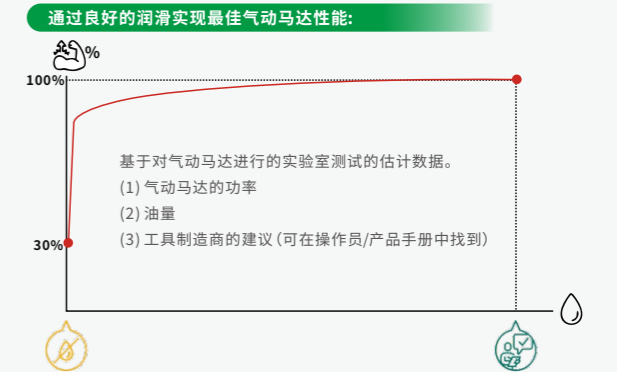 通过良好的润滑实现最佳气动马达性能:
%
100%
基于对气动马达进行的实验室测试的估计数据。
(1) 气动马达的功率
(2) 油量
(3) 工具制造商的建议（可在操作员/产品手册中找到）
30%